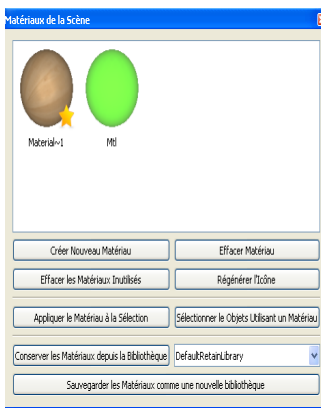 Matériaux de la Scène
Material~1
Mtl
Créer Nouveau Matériau
Effacer Matériau
Effacer les Matériaux Inutilisés
Régénérer l'Icône
Appliquer le Matériau à la Sélection
Sélectionner le Objets Utilisant un Matériau
Conserver les Matériaux depuis la Bibliothèque
DefaultRetainLibrary
Sauvegarder les Matériaux comme une nouvelle bibliothèque